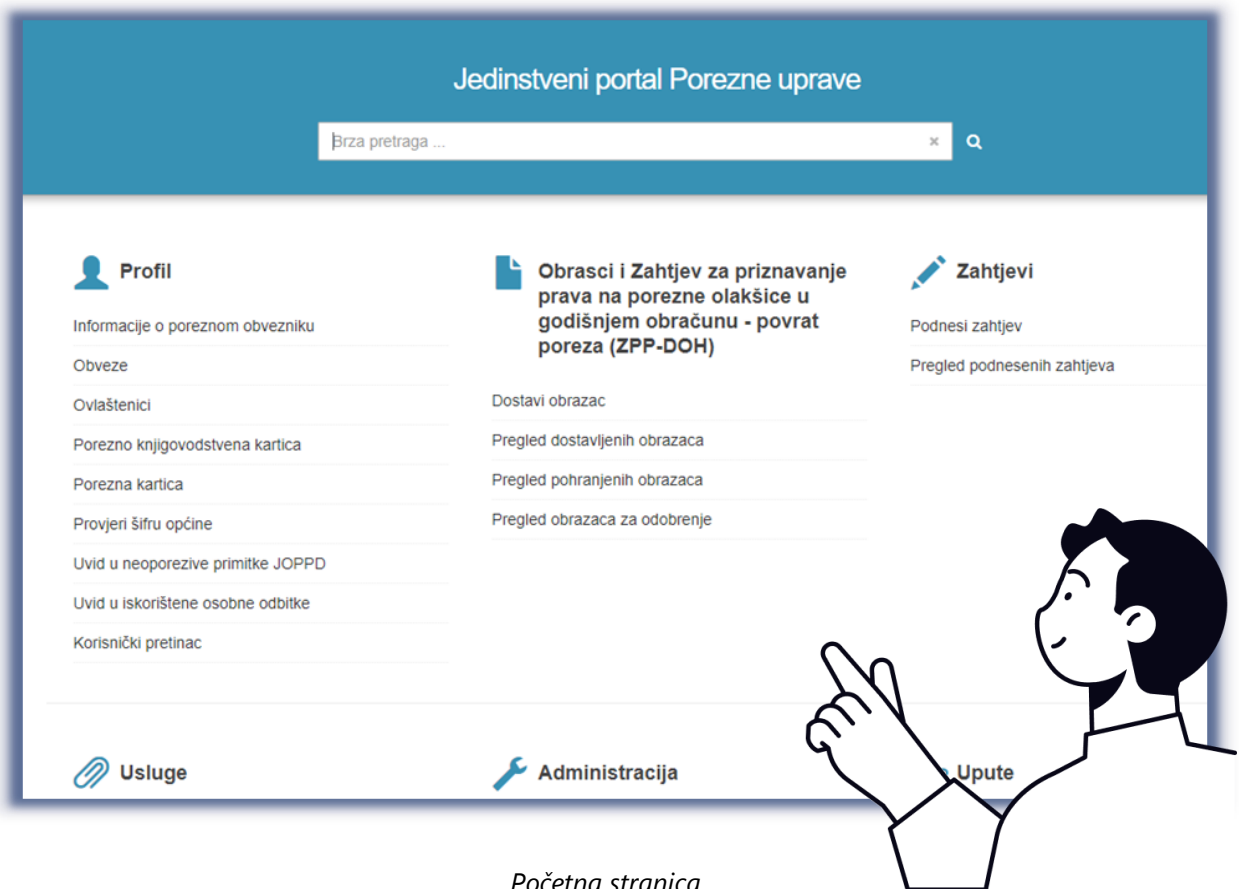 Jedinstveni portal Porezne uprave
Brza pretraga ...
Profil
Informacije o poreznom obvezniku
Obveze
Ovlaštenici
Porezno knjigovodstvena kartica
Porezna kartica
Provjeri šifru općine
Uvid u neoporezive primitke JOPPD
Uvid u iskorištene osobne odbitke
Korisnički pretinac
Obrasci i Zahtjev za priznavanje
prava na porezne olakšice u
godišnjem obračunu - povrat
poreza (ZPP-DOH)
Dostavi obrazac
Pregled dostavljenih obrazaca
Pregled pohranjenih obrazaca
Pregled obrazaca za odobrenje
Zahtjevi
Podnesi zahtjev
Pregled podnesenih zahtjeva
Usluge
Administracija
Upute
Početna stranica